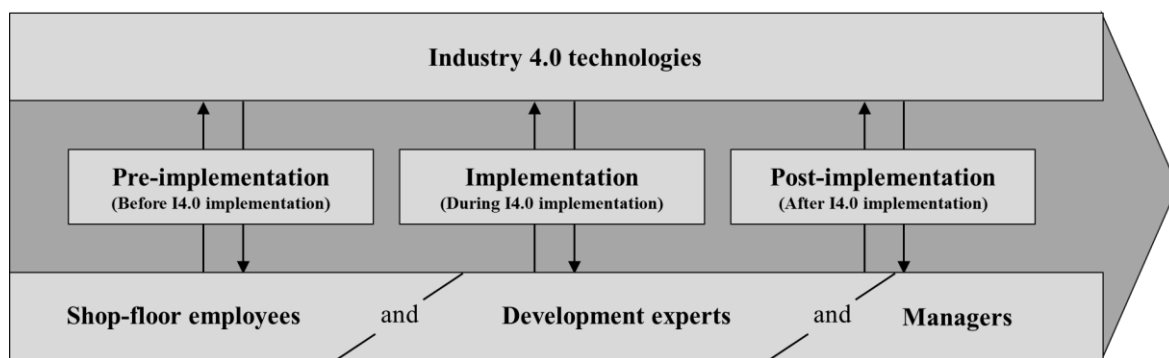 Industry 4.0 technologies
Pre-implementation
(Before I4.0 implementation)
Implementation
(During I4.0 implementation)
Post-implementation
(After I4.0 implementation)
Shop-floor employees and Development experts and Managers